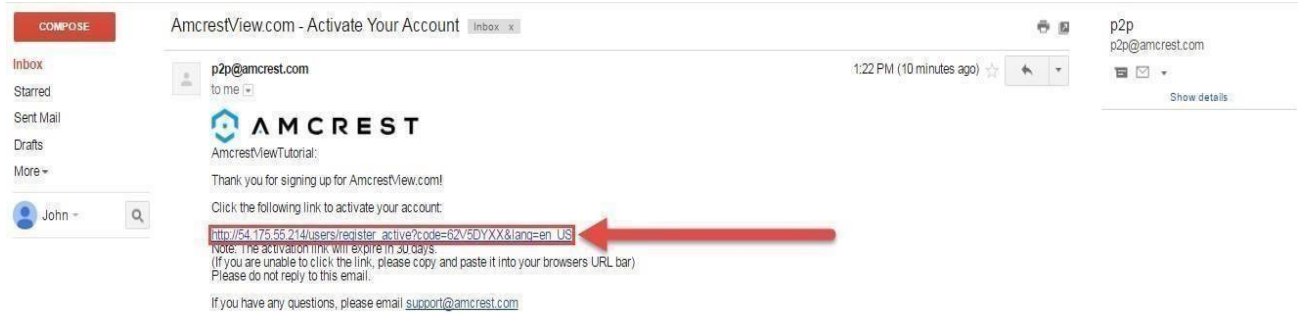 COMPOSE
Inbox
Starred
Sent Mail
Drafts
More
John
AmcrestView.com - Activate Your Account Inbox x
p2p@amcrest.com 1:22 PM (10 minutes ago)
to me
AMCREST
AmcrestViewTutorial:
Thank you for signing up for AmcrestView.com!
Click the following link to activate your account:
http://54.175.55.214/users/register_active?code=62V5DYXX&lang=en_US
Note: The activation link will expire in 30 days.
(If you are unable to click the link, please copy and paste it into your browsers URL bar)
Please do not reply to this email.
If you have any questions, please email support@amcrest.com
p2p
p2p@amcrest.com
Show details